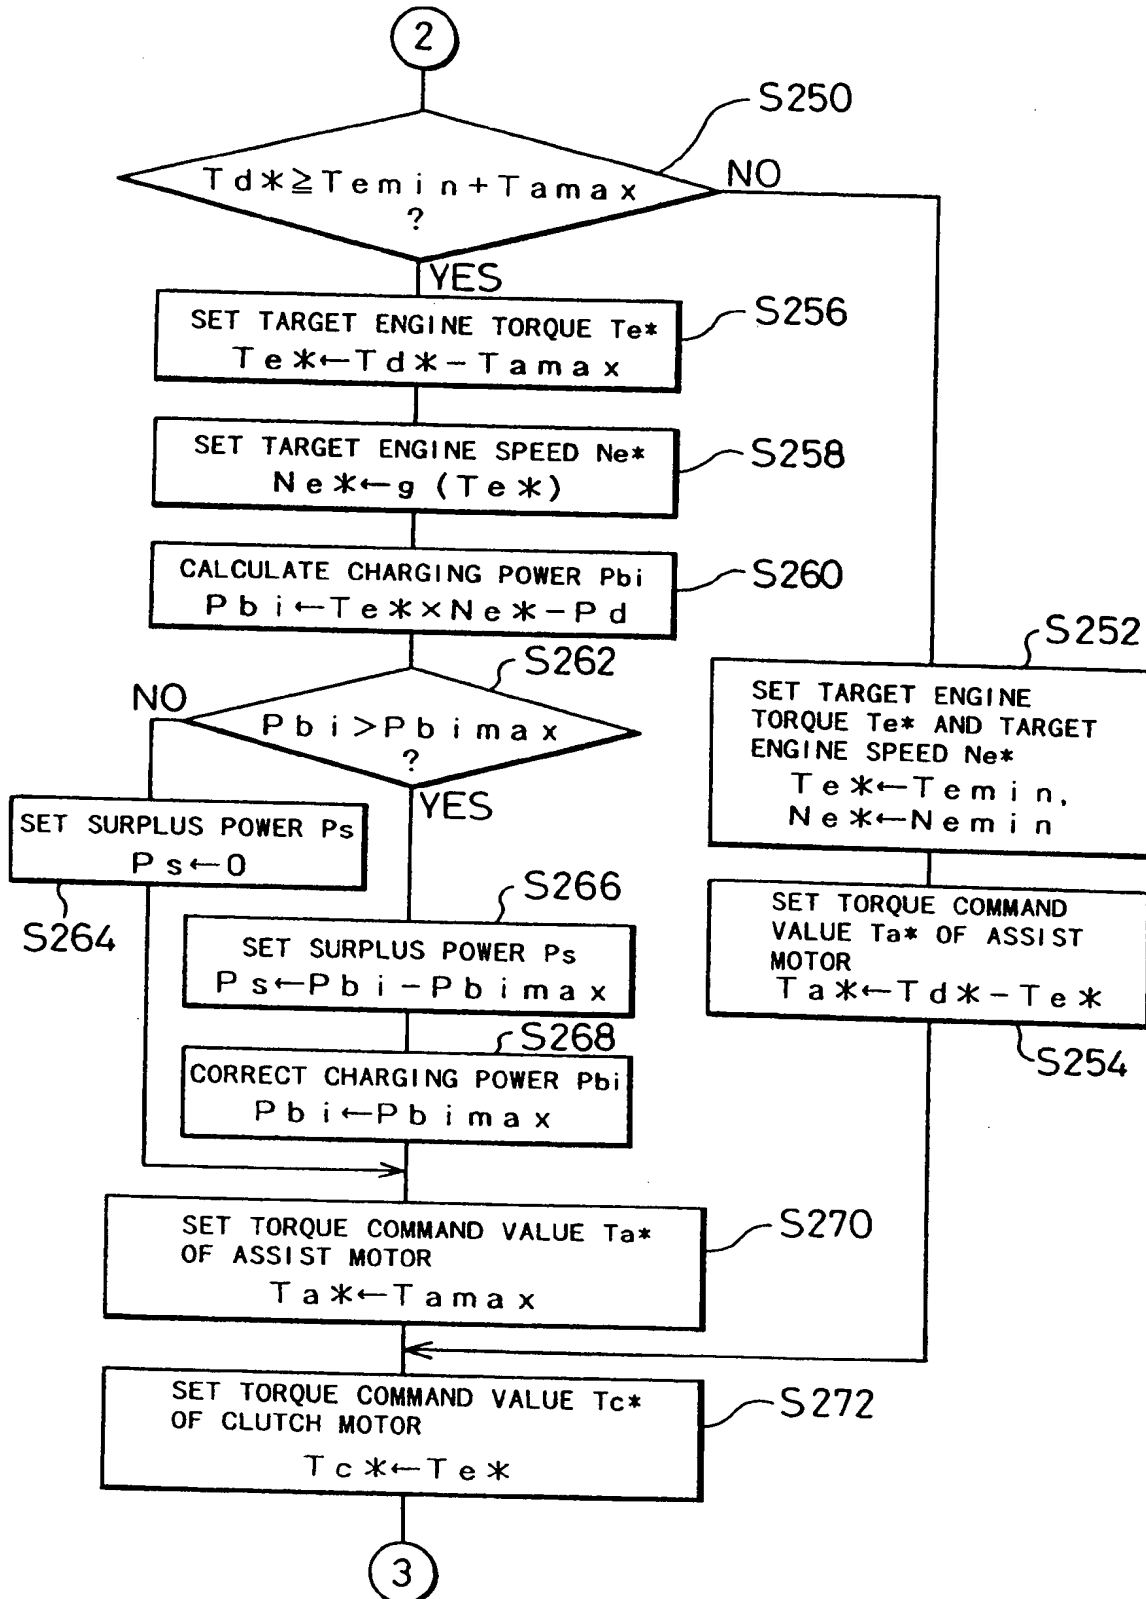 2
S250
Td*≧Temin+Tamax
?
NO
YES
SET TARGET ENGINE TORQUE Te*
Te*←Td*−Tamax
S256
SET TARGET ENGINE SPEED Ne*
Ne*←g (Te*)
S258
CALCULATE CHARGING POWER Pbi
Pbi←Te*×Ne*−Pd
S260
S262
NO
Pbi>Pbimax
?
YES
S252
SET TARGET ENGINE
TORQUE Te* AND TARGET
ENGINE SPEED Ne*
Te*←Temin,
Ne*←Nemin
SET SURPLUS POWER Ps
Ps←0
S264
S266
SET SURPLUS POWER Ps
Ps←Pbi−Pbimax
SET TORQUE COMMAND
VALUE Ta* OF ASSIST
MOTOR
Ta*←Td*−Te*
S254
S268
CORRECT CHARGING POWER Pbi
Pbi←Pbimax
SET TORQUE COMMAND VALUE Ta*
OF ASSIST MOTOR
Ta*←Tamax
S270
SET TORQUE COMMAND VALUE Tc*
OF CLUTCH MOTOR
Tc*←Te*
S272
3